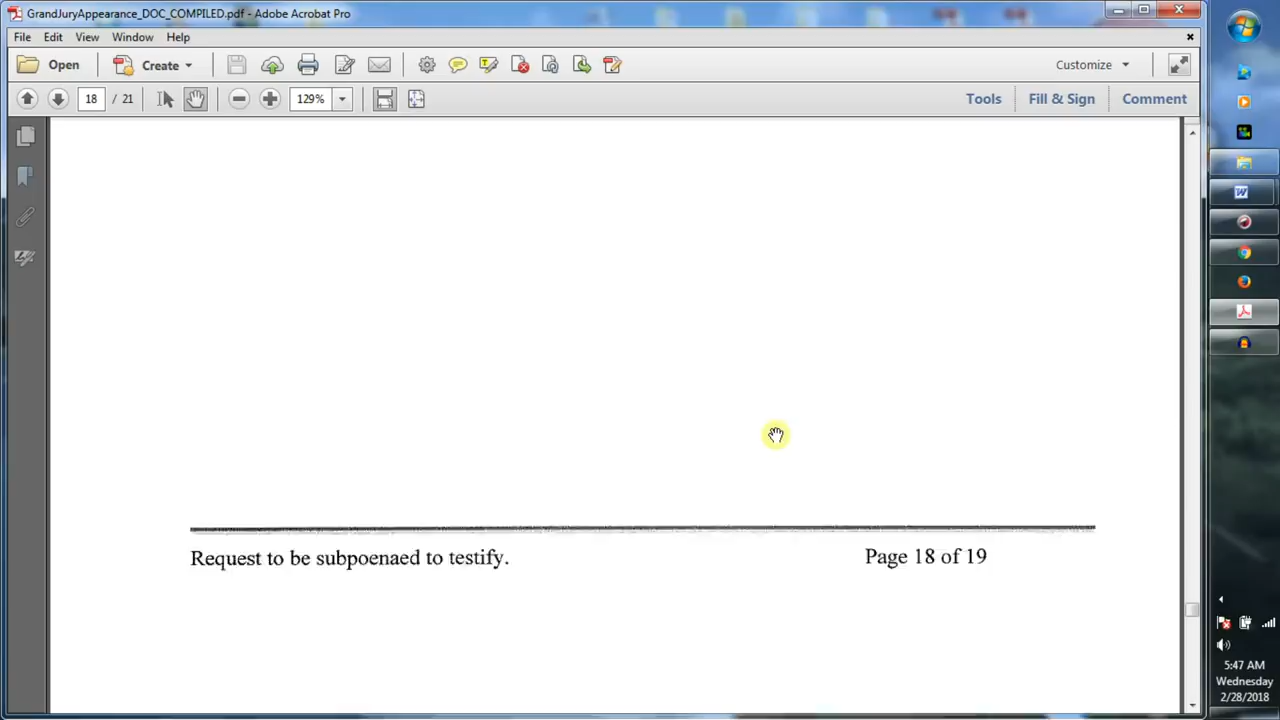 GrandJuryAppearance_DOC_COMPILED.pdf - Adobe Acrobat Pro
File Edit View Window Help
Open Create Customize
18 / 21 129% Tools Fill & Sign Comment
Request to be subpoenaed to testify. Page 18 of 19
5:47 AM
Wednesday
2/28/2018